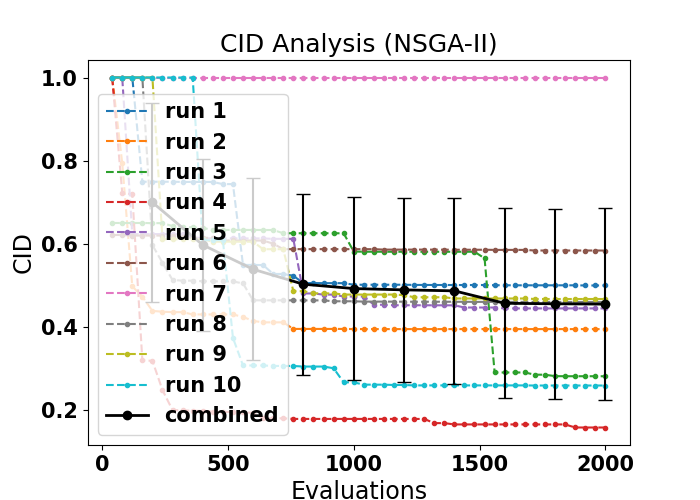 CID Analysis (NSGA-II)
1.0
0.8
0.6
0.4
0.2
CID
run 1
run 2
run 3
run 4
run 5
run 6
run 7
run 8
run 9
run 10
combined
0 500 1000 1500 2000
Evaluations